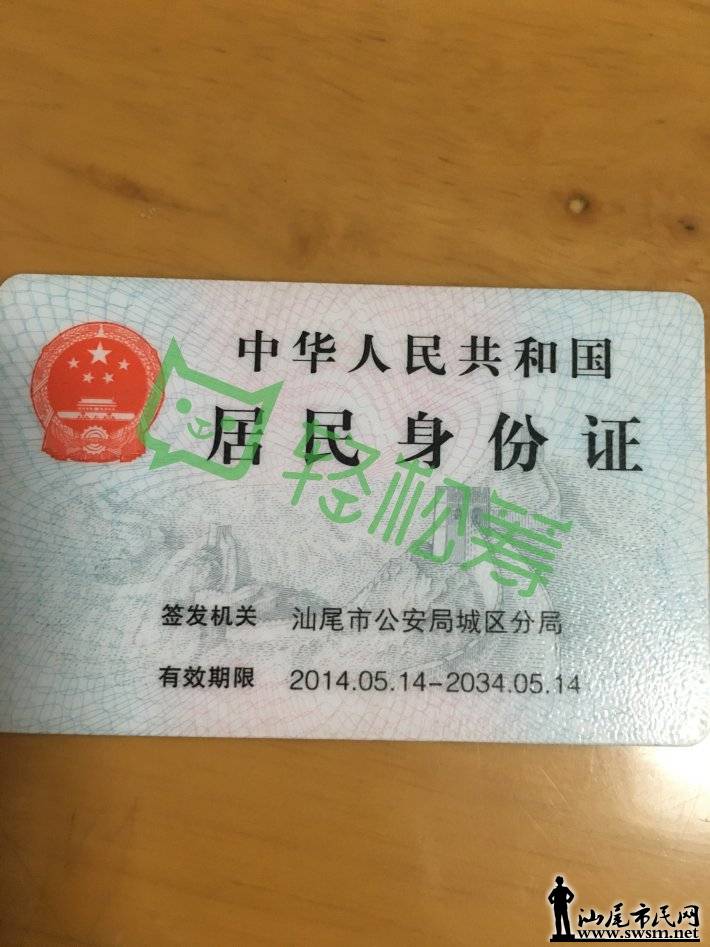 中华人民共和国
居民身份证
轻松筹
签发机关 汕尾市公安局城区分局
有效期限 2014.05.14-2034.05.14
汕尾市民网
www.swsm.net